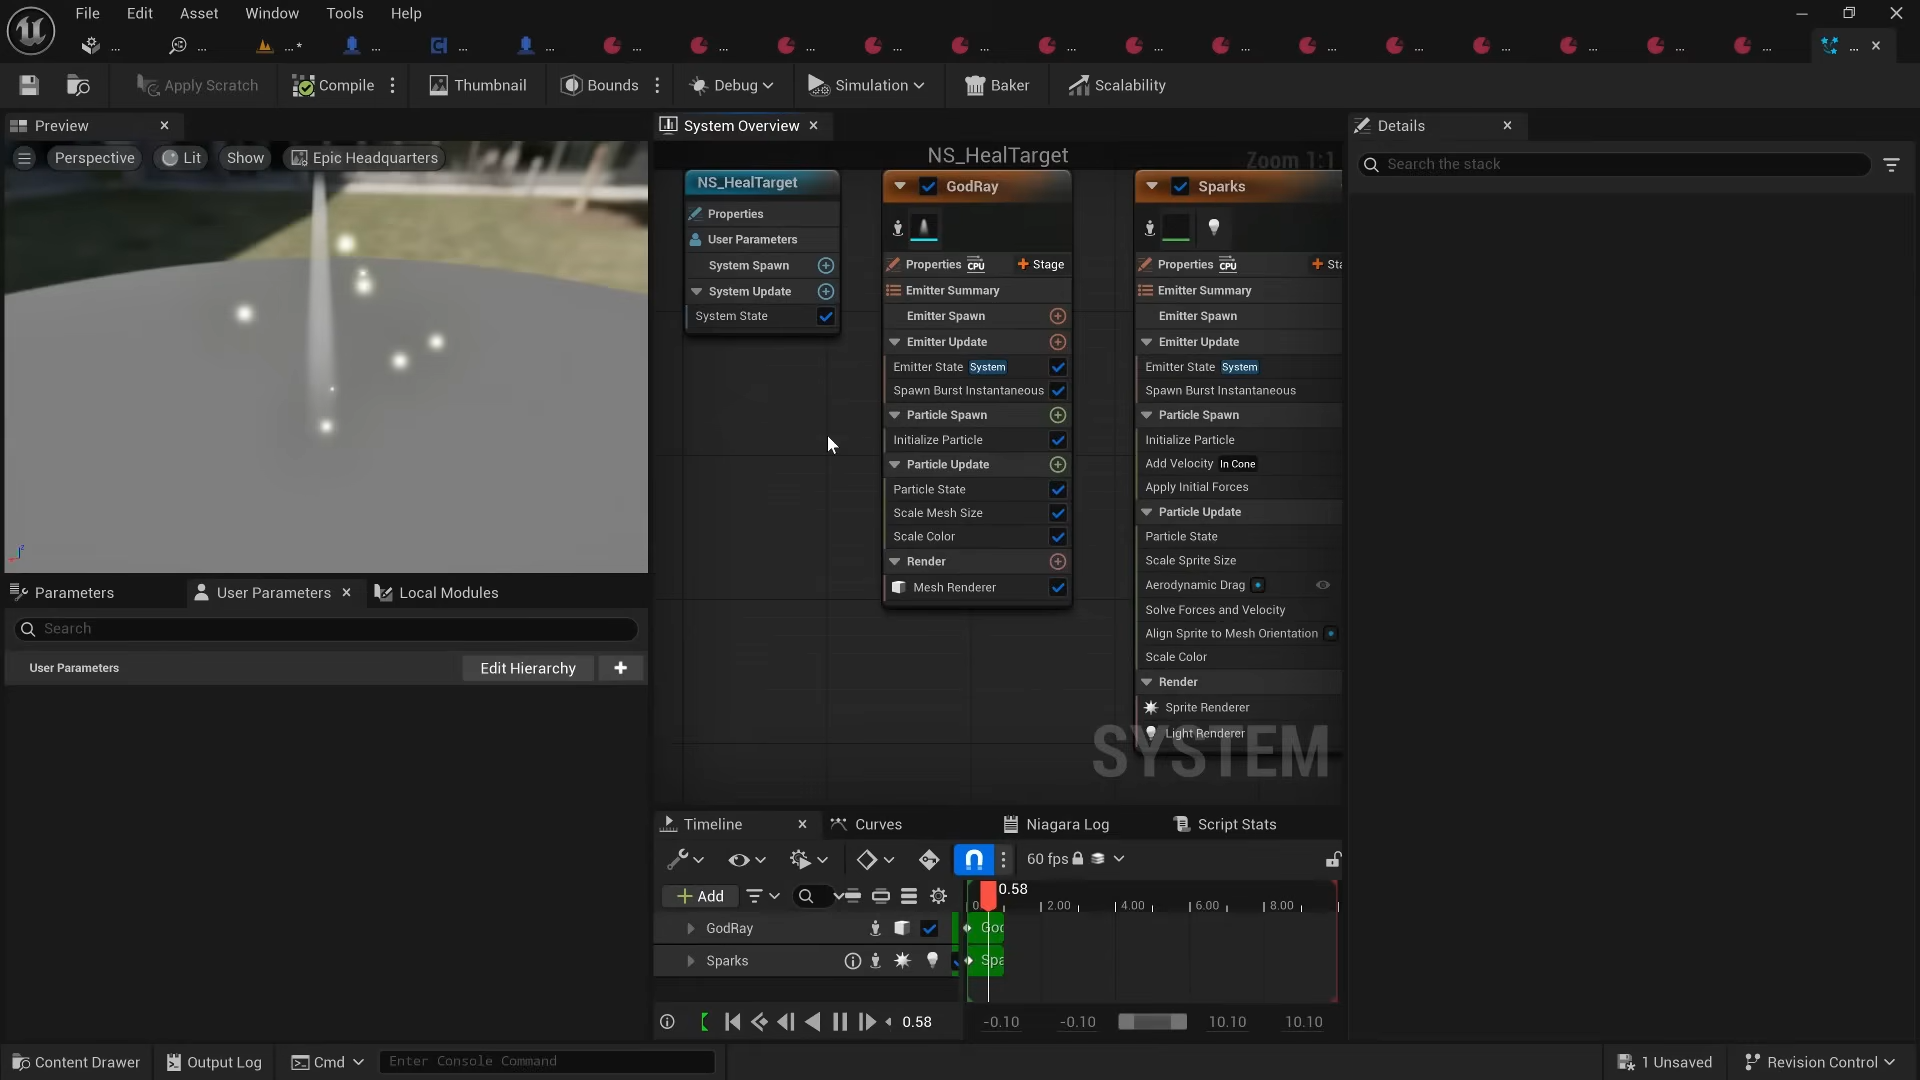 File Edit Asset Window Tools Help
... ... ...* ... ... ... ... ... ... ... ... ... ... ... ... ... ... ... ... ... ...
Apply Scratch Compile Thumbnail Bounds Debug Simulation Baker Scalability
Preview
Perspective Lit Show Epic Headquarters
System Overview
NS_HealTarget
Zoom 1:1
NS_HealTarget
Properties
User Parameters
System Spawn
System Update
System State
GodRay
Properties CPU Stage
Emitter Summary
Emitter Spawn
Emitter Update
Emitter State System
Spawn Burst Instantaneous
Particle Spawn
Initialize Particle
Particle Update
Particle State
Scale Mesh Size
Scale Color
Render
Mesh Renderer
Sparks
Properties CPU Sta
Emitter Summary
Emitter Spawn
Emitter Update
Emitter State System
Spawn Burst Instantaneous
Particle Spawn
Initialize Particle
Add Velocity In Cone
Apply Initial Forces
Particle Update
Particle State
Scale Sprite Size
Aerodynamic Drag
Solve Forces and Velocity
Align Sprite to Mesh Orientation
Scale Color
Render
Sprite Renderer
Light Renderer
SYSTEM
Details
Search the stack
Parameters User Parameters Local Modules
Search
User Parameters Edit Hierarchy +
Timeline Curves Niagara Log Script Stats
60 fps
+ Add
0.58
0 2.00 4.00 6.00 8.00
GodRay God
Sparks Spa
0.58 -0.10 -0.10 10.10 10.10
Content Drawer Output Log Cmd Enter Console Command 1 Unsaved Revision Control